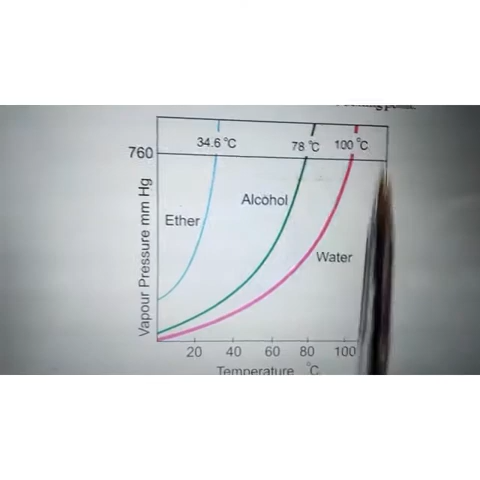 34.6 °C
78 °C
100 °C
760
Vapour Pressure mm Hg
Ether
Alcohol
Water
20 40 60 80 100
Temperature °C